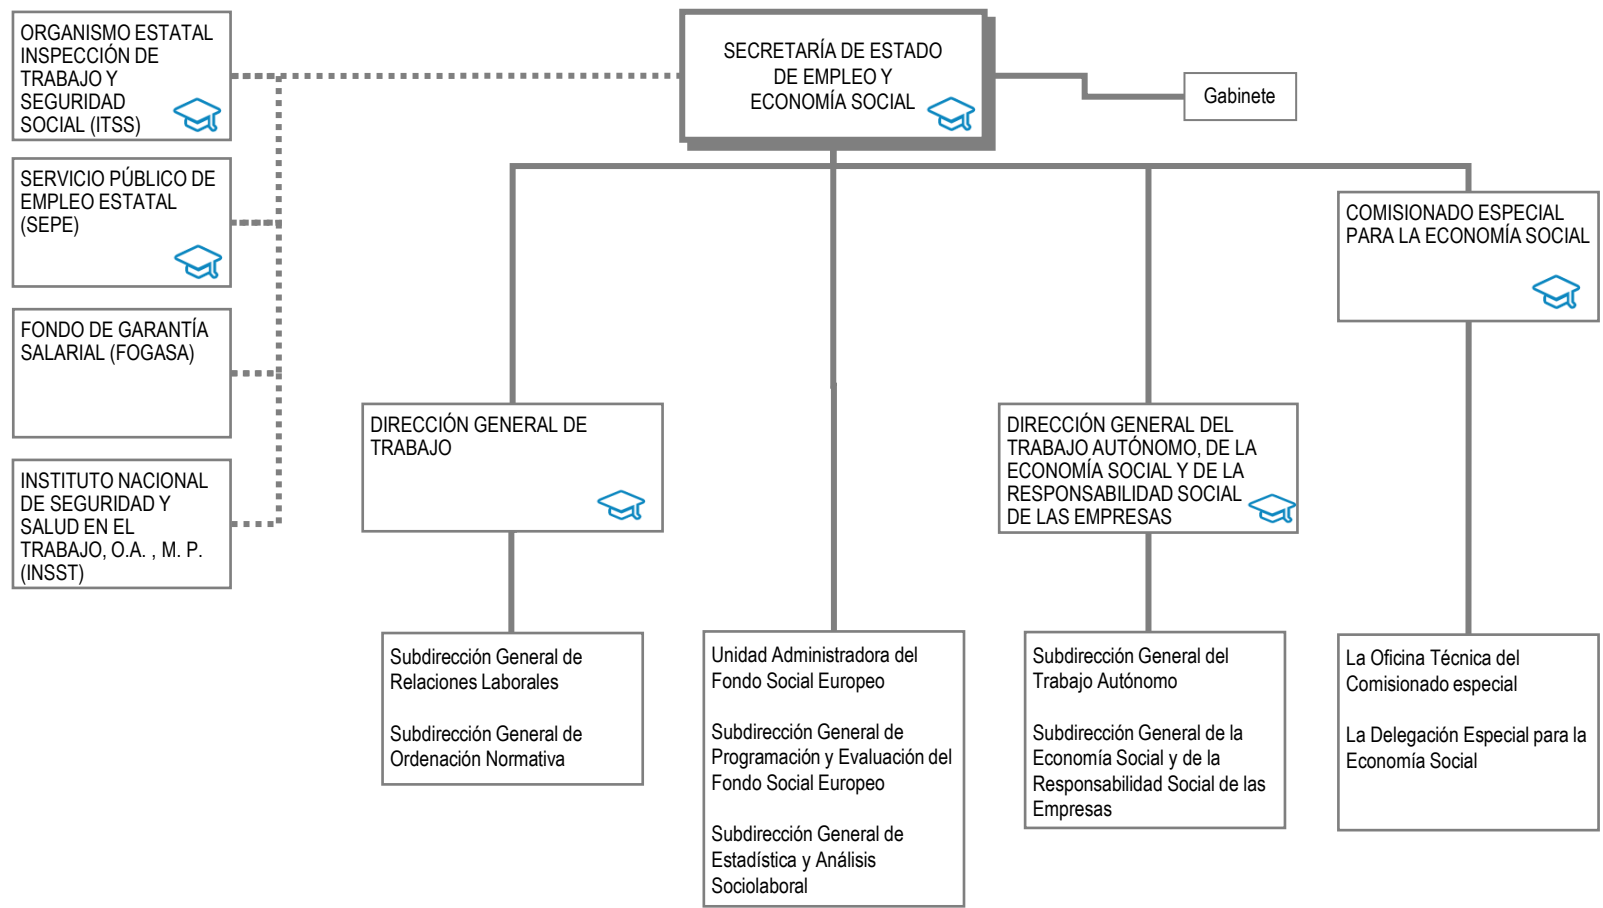 ORGANISMO ESTATAL
INSPECCIÓN DE
TRABAJO Y
SEGURIDAD
SOCIAL (ITSS)
SECRETARÍA DE ESTADO
DE EMPLEO Y
ECONOMÍA SOCIAL
Gabinete
SERVICIO PÚBLICO DE
EMPLEO ESTATAL
(SEPE)
COMISIONADO ESPECIAL
PARA LA ECONOMÍA SOCIAL
FONDO DE GARANTÍA
SALARIAL (FOGASA)
INSTITUTO NACIONAL
DE SEGURIDAD Y
SALUD EN EL
TRABAJO, O.A. , M. P.
(INSST)
DIRECCIÓN GENERAL DE
TRABAJO
DIRECCIÓN GENERAL DEL
TRABAJO AUTÓNOMO, DE LA
ECONOMÍA SOCIAL Y DE LA
RESPONSABILIDAD SOCIAL
DE LAS EMPRESAS
Subdirección General de
Relaciones Laborales
Subdirección General de
Ordenación Normativa
Unidad Administradora del
Fondo Social Europeo
Subdirección General de
Programación y Evaluación del
Fondo Social Europeo
Subdirección General de
Estadística y Análisis
Sociolaboral
Subdirección General del
Trabajo Autónomo
Subdirección General de la
Economía Social y de la
Responsabilidad Social de las
Empresas
La Oficina Técnica del
Comisionado especial
La Delegación Especial para la
Economía Social